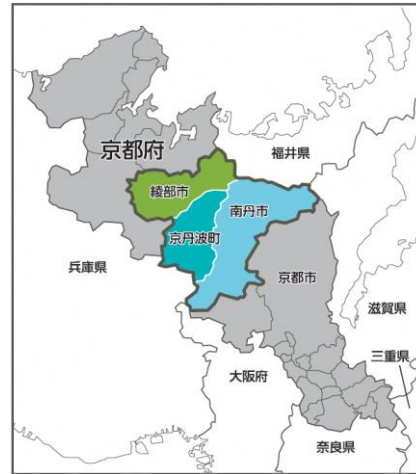 京都府
福井県
綾部市
南丹市
京丹波町
兵庫県
京都市
滋賀県
三重県
大阪府
奈良県